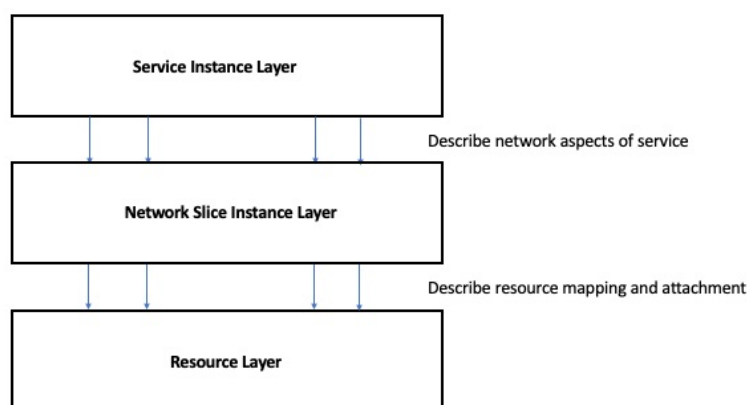 Service Instance Layer
Describe network aspects of service
Network Slice Instance Layer
Describe resource mapping and attachment
Resource Layer